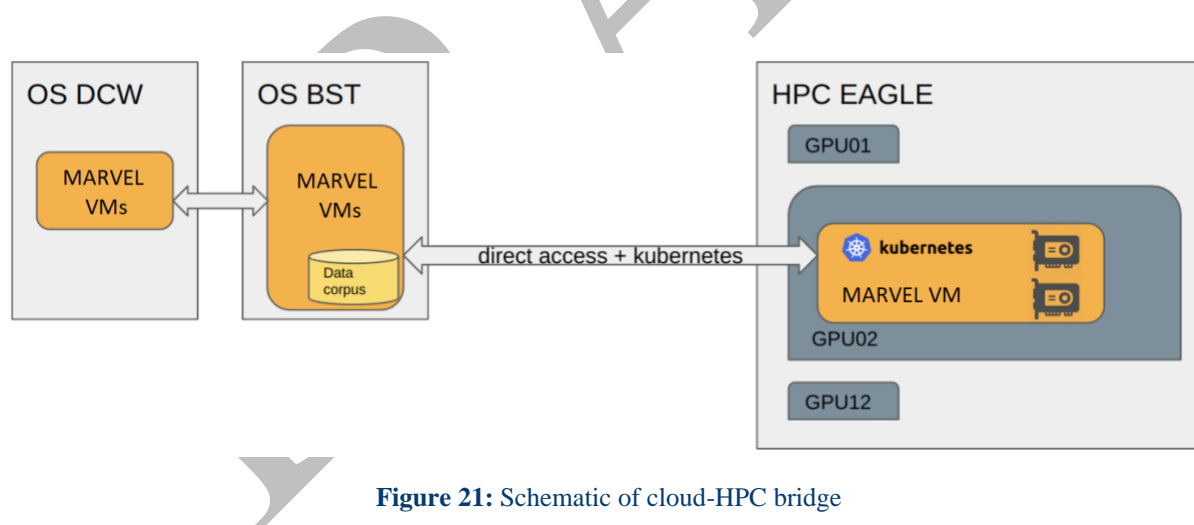 OS DCW
MARVEL
VMs
OS BST
MARVEL
VMs
Data
corpus
direct access + kubernetes
HPC EAGLE
GPU01
kubernetes
MARVEL VM
GPU02
GPU12
Figure 21: Schematic of cloud-HPC bridge